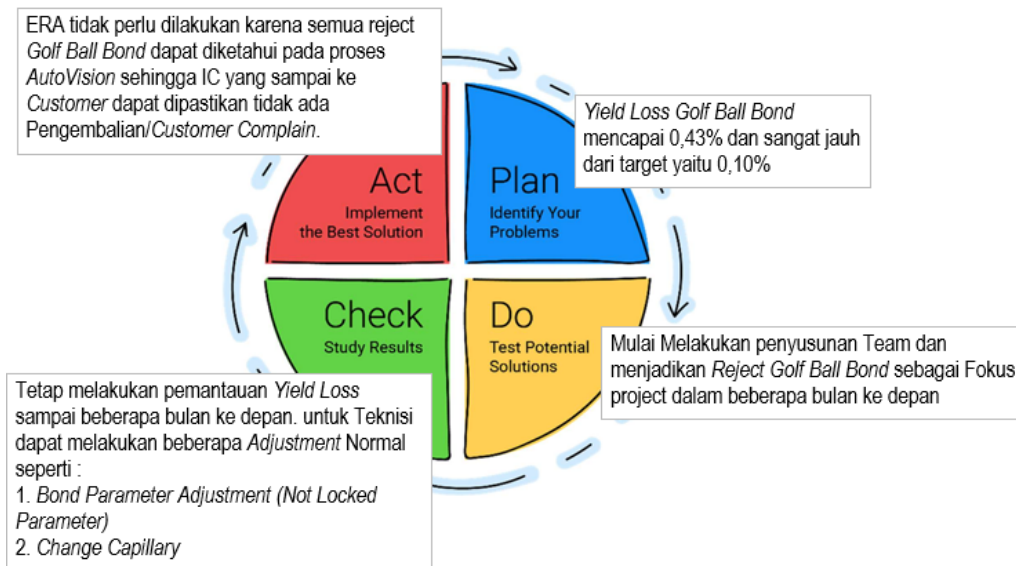 ERA tidak perlu dilakukan karena semua reject
Golf Ball Bond dapat diketahui pada proses
AutoVision sehingga IC yang sampai ke
Customer dapat dipastikan tidak ada
Pengembalian/Customer Complain.
Yield Loss Golf Ball Bond
mencapai 0,43% dan sangat jauh
dari target yaitu 0,10%
Act
Implement
the Best Solution
Plan
Identify Your
Problems
Check
Study Results
Do
Test Potential
Solutions
Mulai Melakukan penyusunan Team dan
menjadikan Reject Golf Ball Bond sebagai Fokus
project dalam beberapa bulan ke depan
Tetap melakukan pemantauan Yield Loss
sampai beberapa bulan ke depan. untuk Teknisi
dapat melakukan beberapa Adjustment Normal
seperti :
1. Bond Parameter Adjustment (Not Locked
Parameter)
2. Change Capillary